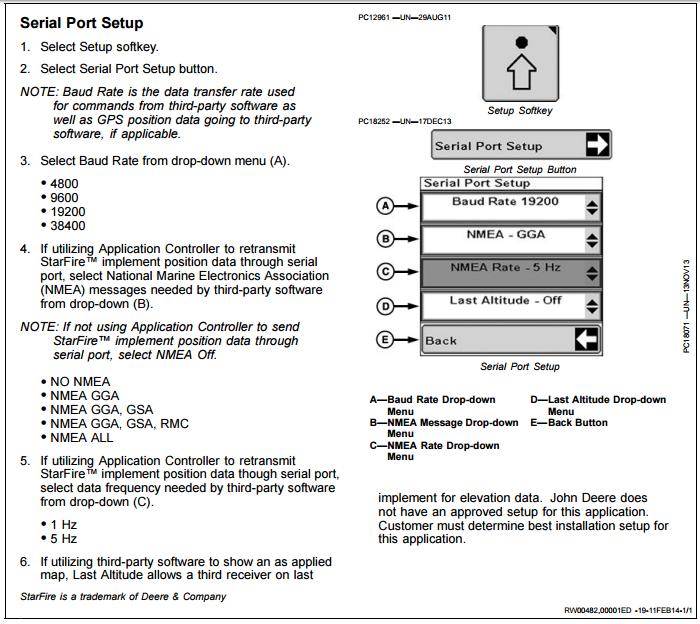 Serial Port Setup
1. Select Setup softkey.
2. Select Serial Port Setup button.
NOTE: Baud Rate is the data transfer rate used
for commands from third-party software as
well as GPS position data going to third-party
software, if applicable.
3. Select Baud Rate from drop-down menu (A).
• 4800
• 9600
• 19200
• 38400
4. If utilizing Application Controller to retransmit
StarFire™ implement position data through serial
port, select National Marine Electronics Association
(NMEA) messages needed by third-party software
from drop-down (B).
NOTE: If not using Application Controller to send
StarFire™ implement position data through
serial port, select NMEA Off.
• NO NMEA
• NMEA GGA
• NMEA GGA, GSA
• NMEA GGA, GSA, RMC
• NMEA ALL
5. If utilizing Application Controller to retransmit
StarFire™ implement position data though serial port,
select data frequency needed by third-party software
from drop-down (C).
• 1 Hz
• 5 Hz
6. If utilizing third-party software to show an as applied
map, Last Altitude allows a third receiver on last
PC12961 —UN—29AUG11
Setup Softkey
PC18252 —UN—17DEC13
Serial Port Setup
Serial Port Setup Button
Serial Port Setup
A
Baud Rate 19200
B
NMEA - GGA
C
NMEA Rate - 5 Hz
D
Last Altitude - Off
E
Back
PC18071 —UN—13NOV13
Serial Port Setup
A—Baud Rate Drop-down
Menu
B—NMEA Message Drop-down
Menu
C—NMEA Rate Drop-down
Menu
D—Last Altitude Drop-down
Menu
E—Back Button
implement for elevation data. John Deere does
not have an approved setup for this application.
Customer must determine best installation setup for
this application.
StarFire is a trademark of Deere & Company
RW00482,00001ED -19-11FEB14-1/1